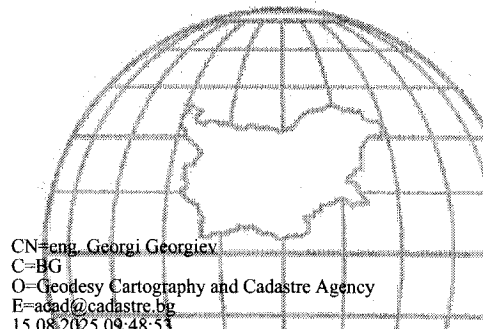 CN=eng. Georgi Georgiev
C=BG
O=Geodesy Cartography and Cadastre Agency
E=acad@cadastre.bg
15.08.2025 09:48:53